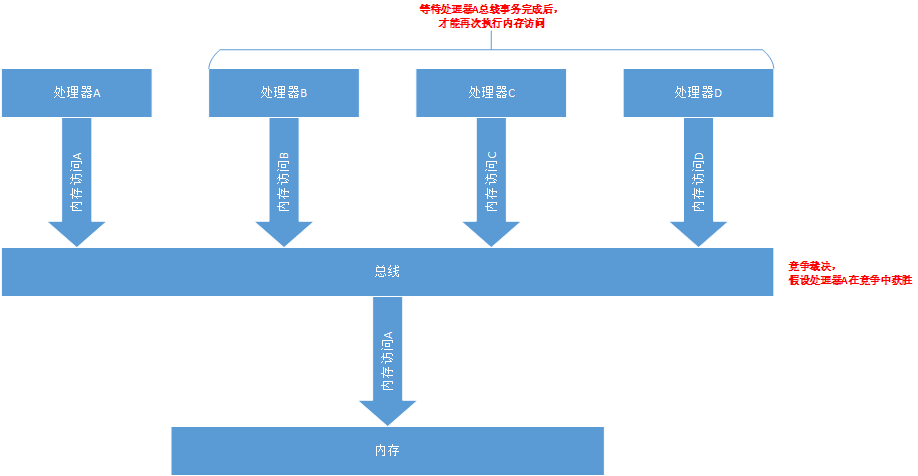 等待处理器A总线事务完成后，
才能再次执行内存访问
处理器A
处理器B
处理器C
处理器D
内存访问A
内存访问B
内存访问C
内存访问D
总线
竞争裁决，
假设处理器A在竞争中获胜
内存访问A
内存